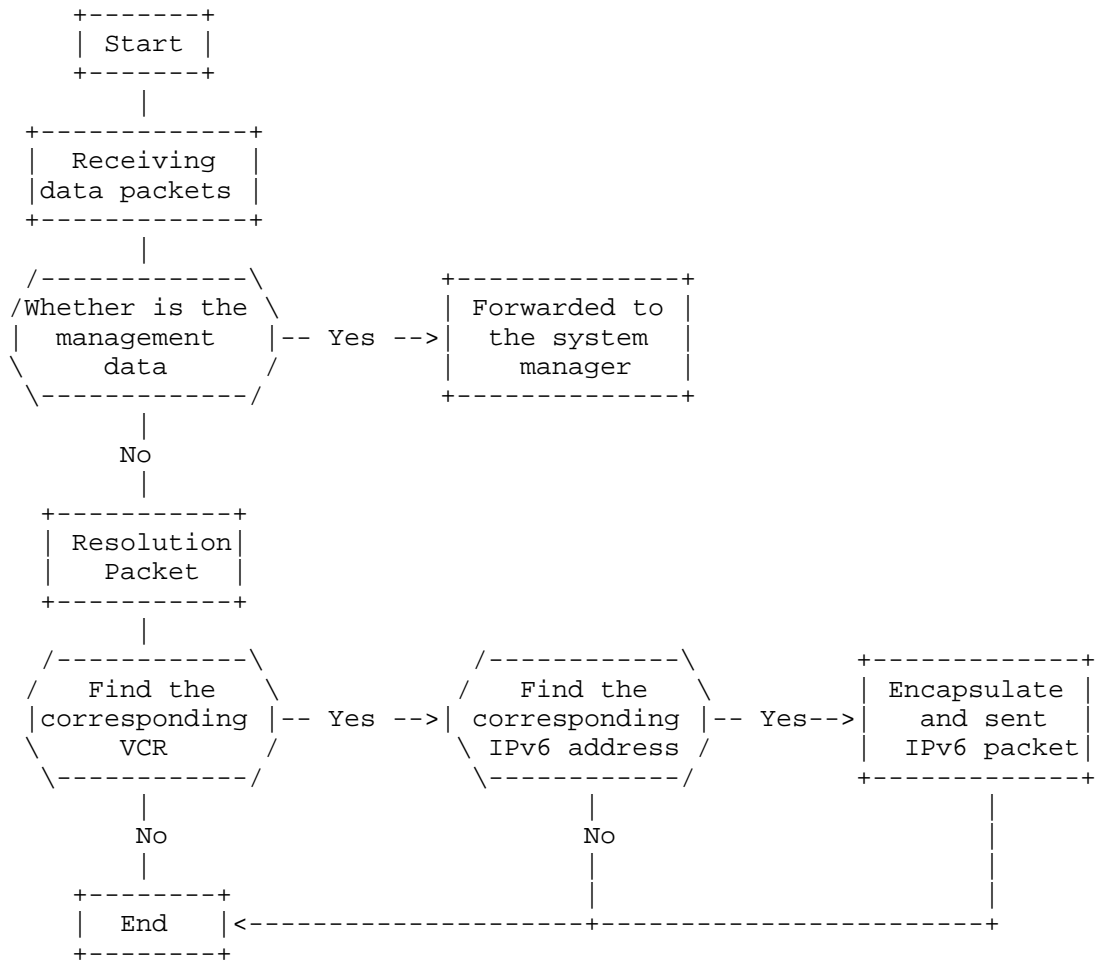 Start
Receiving
data packets
Whether is the
management
data
Yes
Forwarded to
the system
manager
No
Resolution
Packet
Find the
corresponding
VCR
Yes
Find the
corresponding
IPv6 address
Yes
Encapsulate
and sent
IPv6 packet
No
No
End